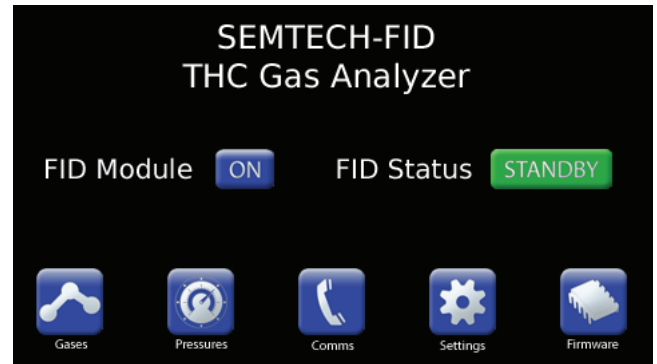 SEMTECH-FID
THC Gas Analyzer
FID Module ON FID Status STANDBY
Gases Pressures Comms Settings Firmware